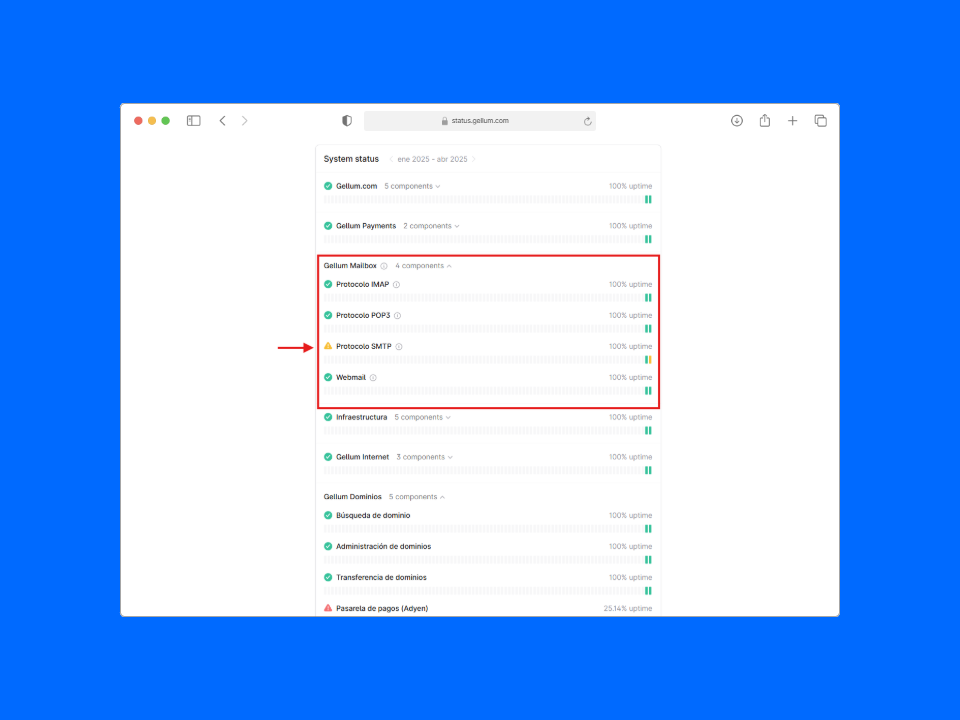 status.gellum.com
System status ene 2025 - abr 2025
Gellum.com 5 components 100% uptime
Gellum Payments 2 components 100% uptime
Gellum Mailbox 4 components
Protocolo IMAP 100% uptime
Protocolo POP3 100% uptime
Protocolo SMTP 100% uptime
Webmail 100% uptime
Infraestructura 5 components 100% uptime
Gellum Internet 3 components 100% uptime
Gellum Dominios 5 components
Búsqueda de dominio 100% uptime
Administración de dominios 100% uptime
Transferencia de dominios 100% uptime
Pasarela de pagos (Adyen) 25.14% uptime